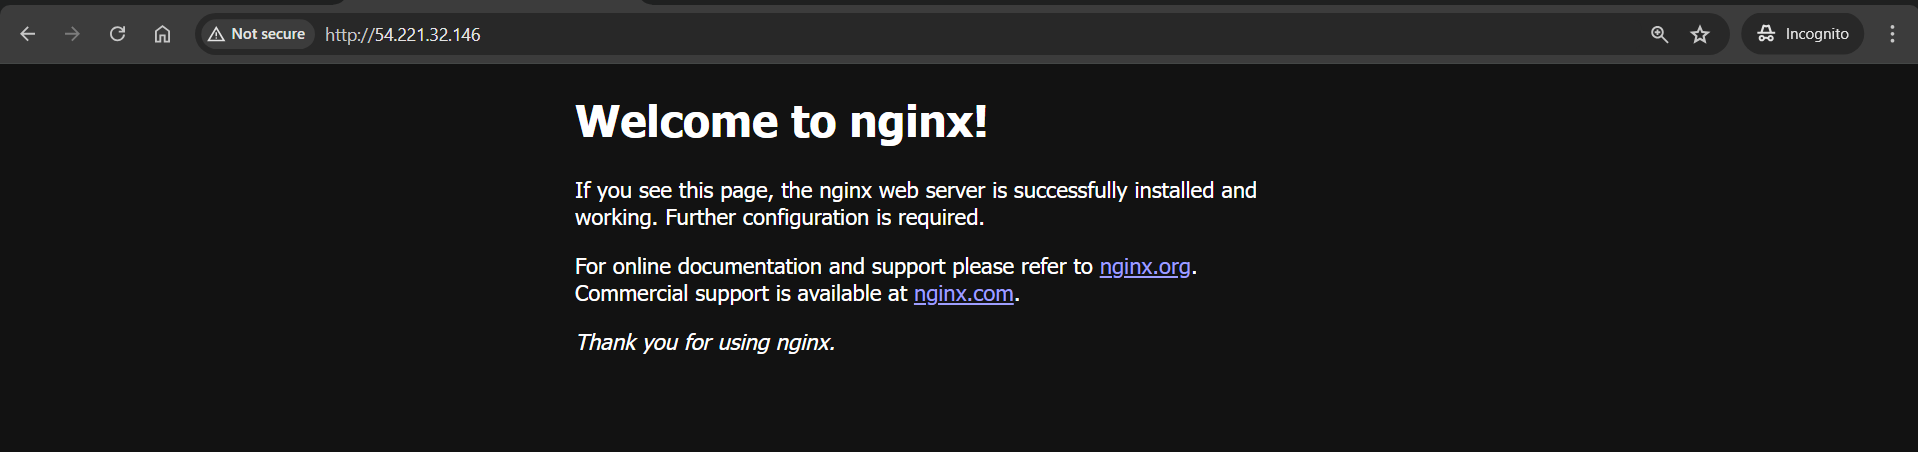 Not secure
http://54.221.32.146
Incognito
Welcome to nginx!
If you see this page, the nginx web server is successfully installed and
working. Further configuration is required.
For online documentation and support please refer to nginx.org.
Commercial support is available at nginx.com.
Thank you for using nginx.